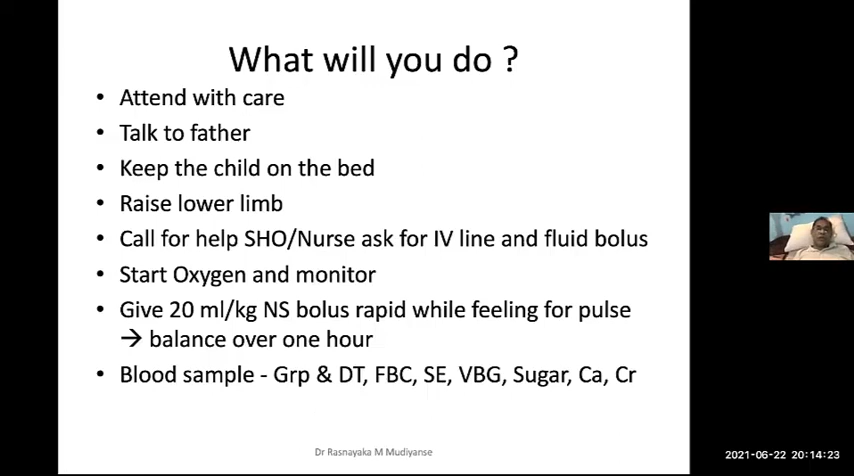 What will you do ?
• Attend with care
• Talk to father
• Keep the child on the bed
• Raise lower limb
• Call for help SHO/Nurse ask for IV line and fluid bolus
• Start Oxygen and monitor
• Give 20 ml/kg NS bolus rapid while feeling for pulse
→ balance over one hour
• Blood sample - Grp & DT, FBC, SE, VBG, Sugar, Ca, Cr
Dr Rasnayaka M Mudiyanse
2021-06-22 20:14:23